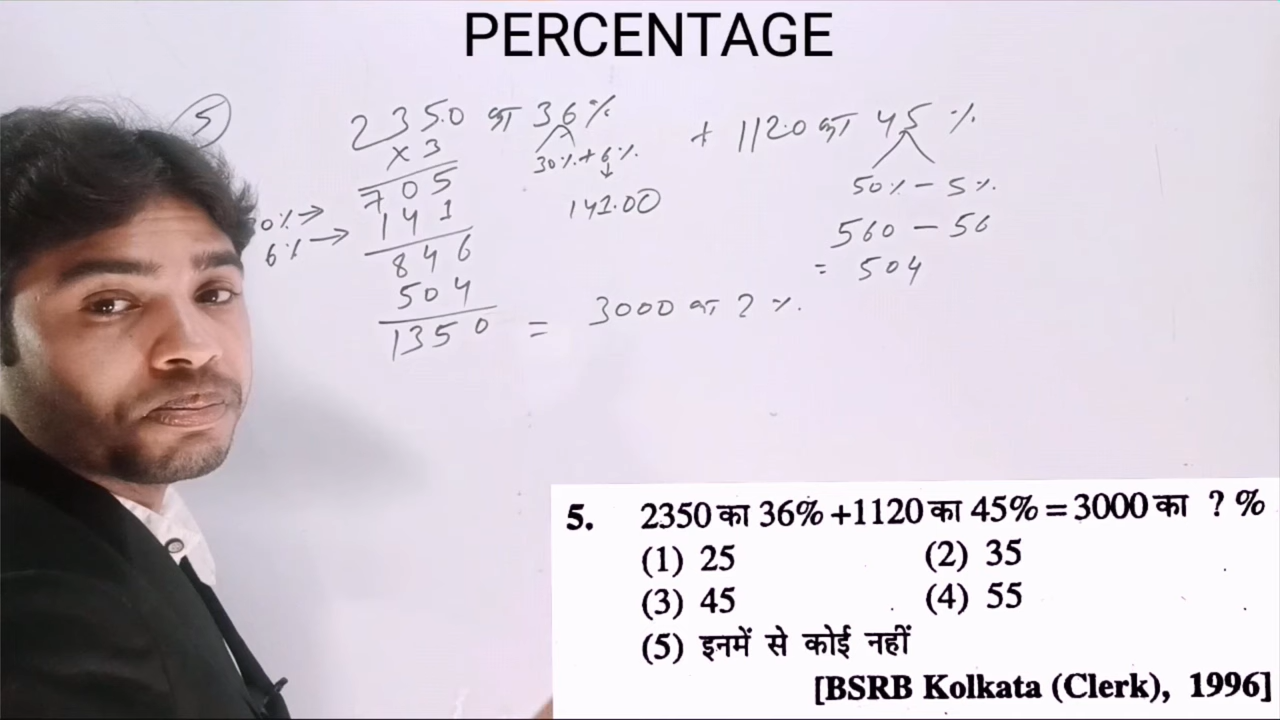 PERCENTAGE
5
2350 का 36% + 1120 का 45%
x 3
30% + 6%
50% - 5%
705
141.00
0% →
6% → 141
560 - 56
846
= 504
504
1350 = 3000 का ? %.
5. 2350 का 36% +1120 का 45% = 3000 का ? %
(1) 25 (2) 35
(3) 45 (4) 55
(5) इनमें से कोई नहीं
[BSRB Kolkata (Clerk), 1996]